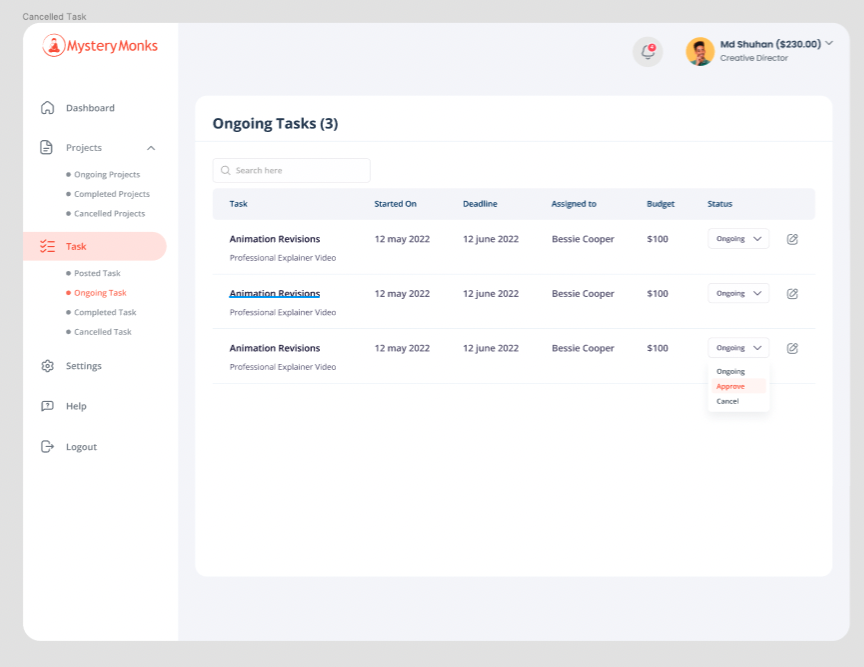 Cancelled Task
MysteryMonks
Md Shuhan ($230.00)
Creative Director
Dashboard
Projects
Ongoing Projects
Completed Projects
Cancelled Projects
Task
Posted Task
Ongoing Task
Completed Task
Cancelled Task
Settings
Help
Logout
Ongoing Tasks (3)
Search here
Task Started On Deadline Assigned to Budget Status
Animation Revisions 12 may 2022 12 june 2022 Bessie Cooper $100 Ongoing
Professional Explainer Video
Animation Revisions 12 may 2022 12 june 2022 Bessie Cooper $100 Ongoing
Professional Explainer Video
Animation Revisions 12 may 2022 12 june 2022 Bessie Cooper $100 Ongoing
Professional Explainer Video
Ongoing
Approve
Cancel